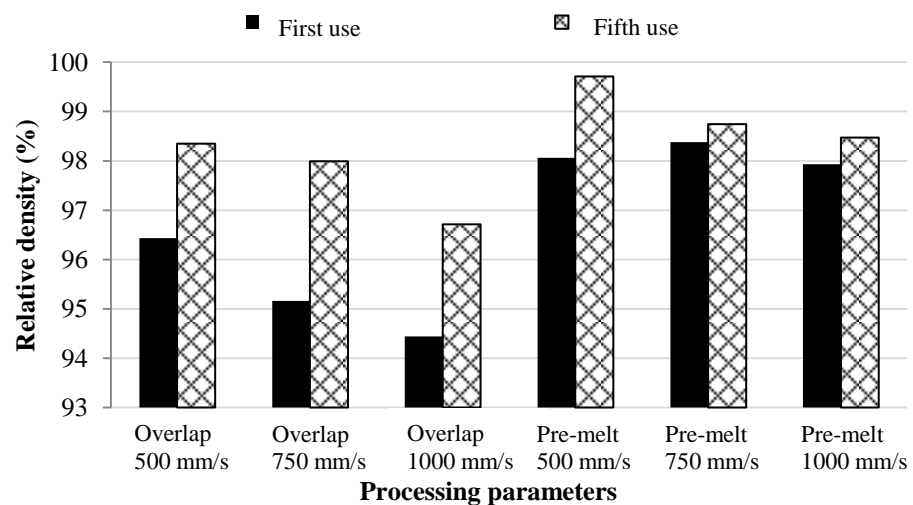 First use
Fifth use
Relative density (%)
100
99
98
97
96
95
94
93
Overlap
500 mm/s
Overlap
750 mm/s
Overlap
1000 mm/s
Pre-melt
500 mm/s
Pre-melt
750 mm/s
Pre-melt
1000 mm/s
Processing parameters